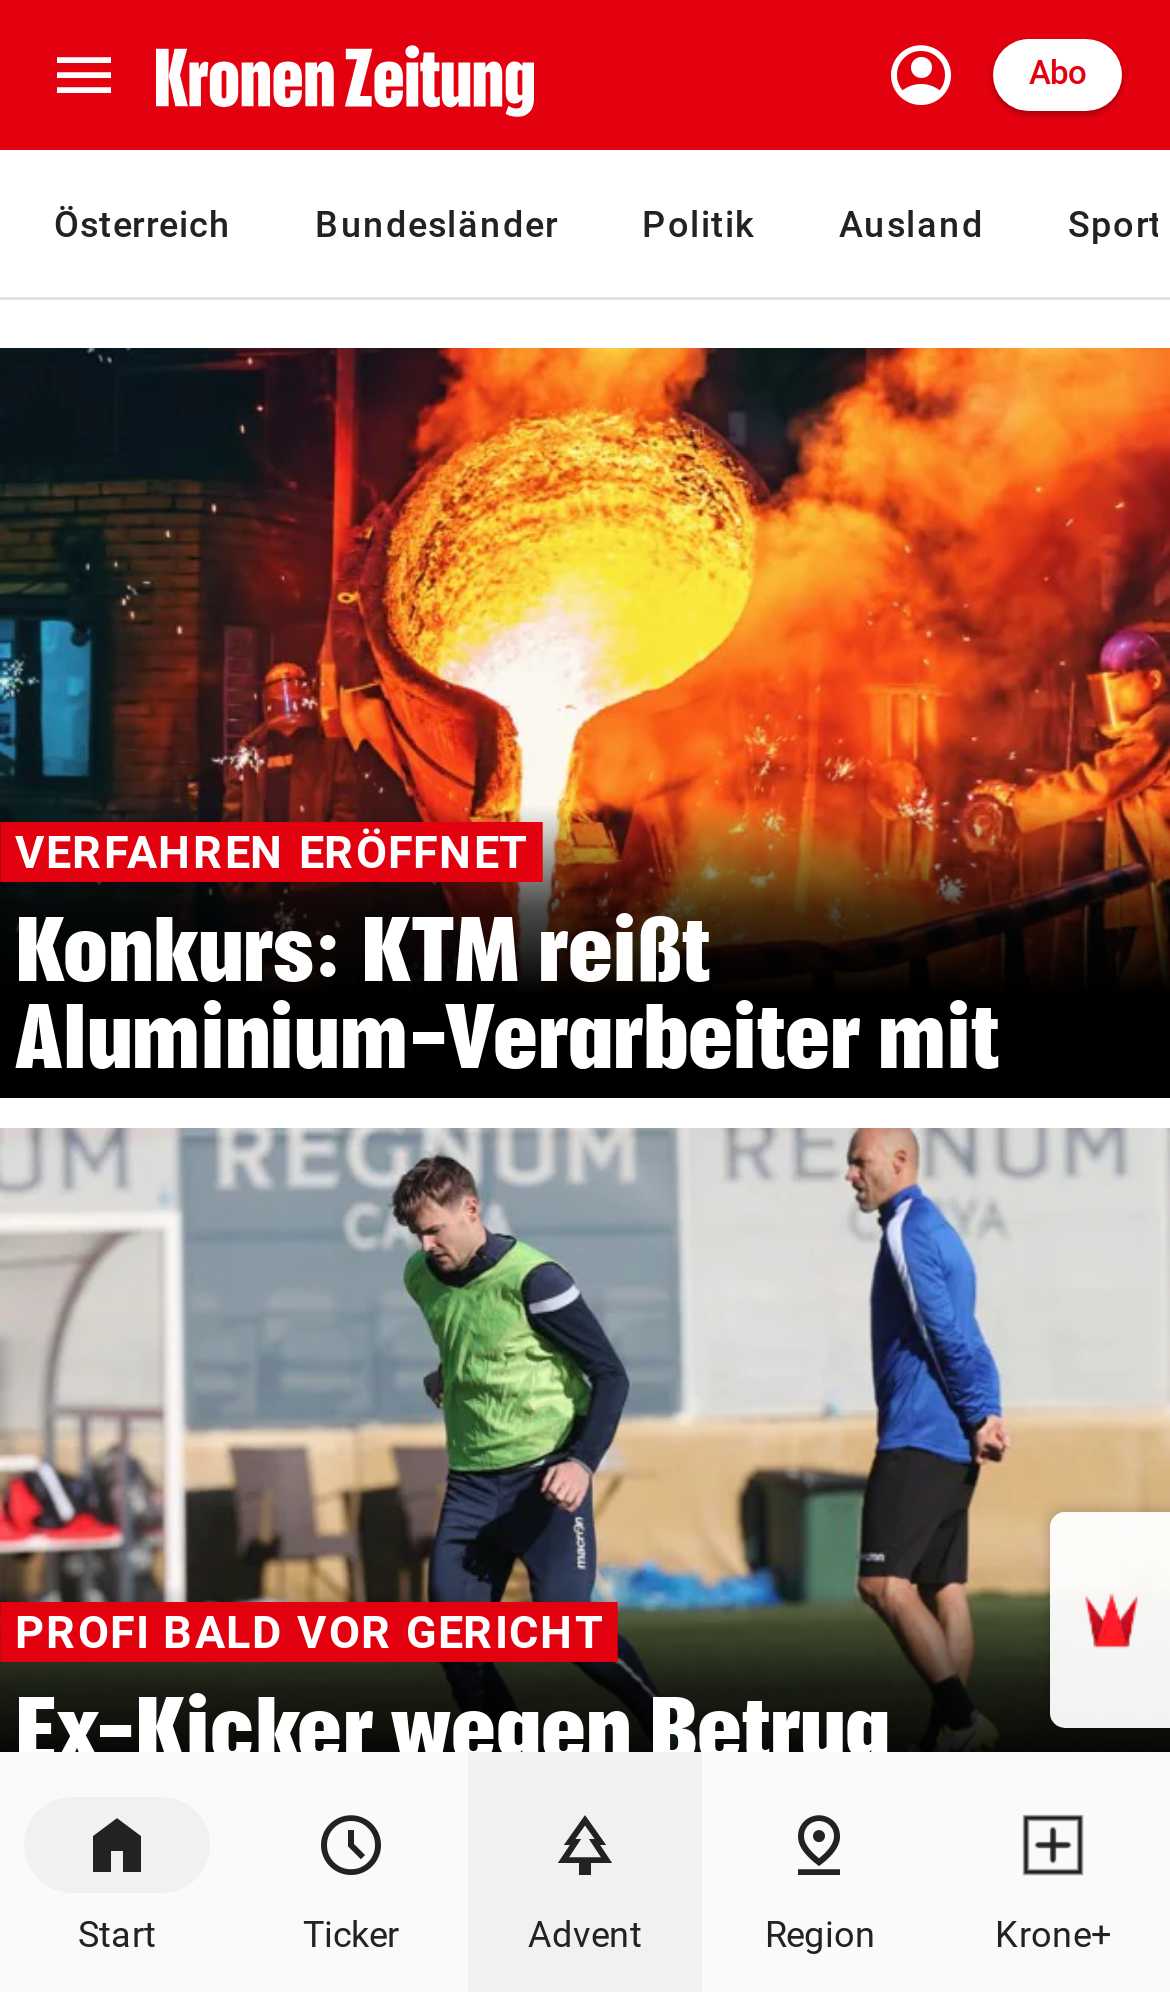 Kronen Zeitung
Abo
Österreich Bundesländer Politik Ausland Sport
VERFAHREN ERÖFFNET
Konkurs: KTM reißt
Aluminium-Verarbeiter mit
REGNUM
REGNUM
macron
PROFI BALD VOR GERICHT
Ex-Kicker wegen Betrug
Start Ticker Advent Region Krone+